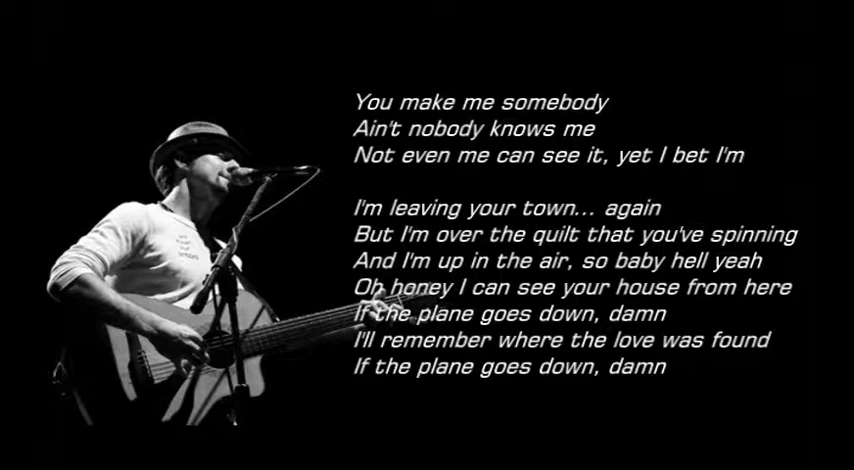 You make me somebody
Ain't nobody knows me
Not even me can see it, yet I bet I'm
I'm leaving your town... again
But I'm over the quilt that you've spinning
And I'm up in the air, so baby hell yeah
Oh honey I can see your house from here
If the plane goes down, damn
I'll remember where the love was found
If the plane goes down, damn